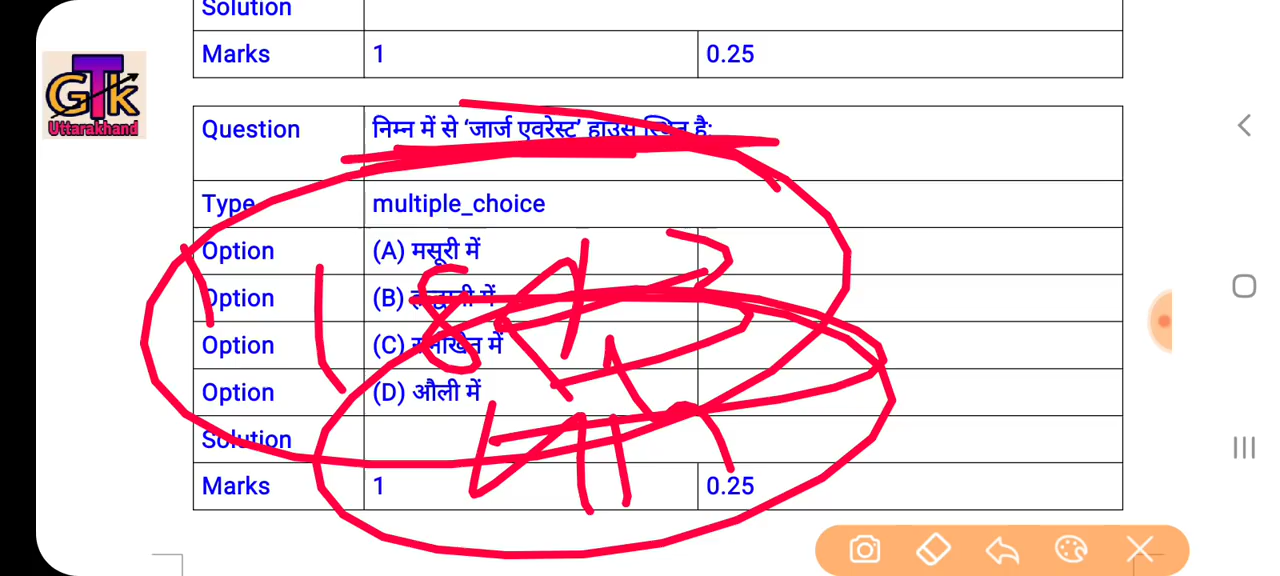 Solution
Marks 1 0.25
GTK
Uttarakhand
Question निम्न में से ‘जार्ज एवरेस्ट’ हाउस स्थित है:
Type multiple_choice
Option (A) मसूरी में
Option (B) में
Option (C) में
Option (D) औली में
Solution
Marks 1 0.25